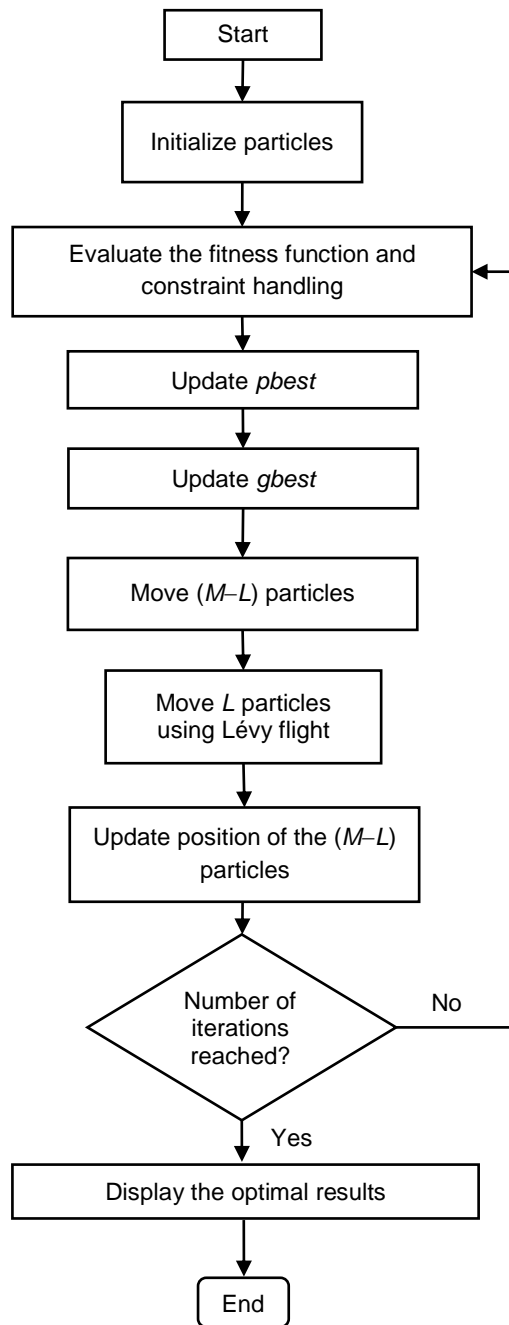 Start
Initialize particles
Evaluate the fitness function and
constraint handling
Update pbest
Update gbest
Move (M–L) particles
Move L particles
using Lévy flight
Update position of the (M–L)
particles
Number of
iterations
reached?
No
Yes
Display the optimal results
End